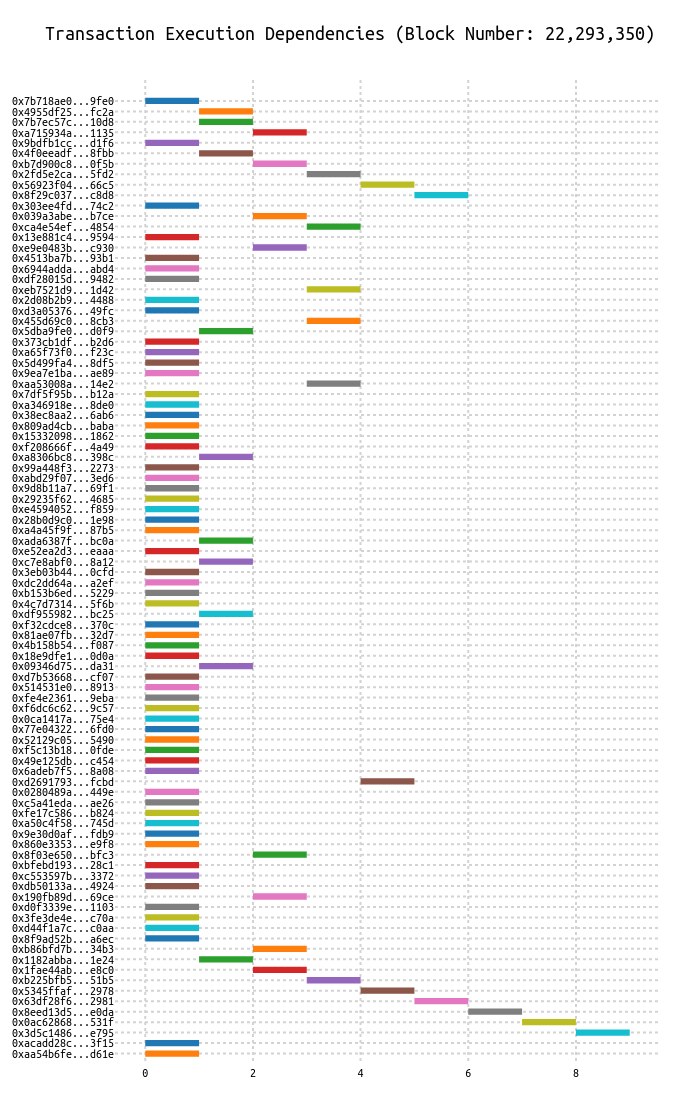 Transaction Execution Dependencies (Block Number: 22,293,350)
0x7b718ae0...9fe0
0x4955df25...fc2a
0x7b7ec57c...10d8
0xa715934a...1135
0x9bdfb1cc...d1f6
0x4f0eeadf...8fbb
0xb7d900c8...0f5b
0x2fd5e2ca...5fd2
0x56923f04...66c5
0x8f29c037...c8d8
0x303ee4fd...74c2
0x039a3abe...b7ce
0xca4e54ef...4854
0x13e881c4...9594
0xe9e0483b...c930
0x4513ba7b...93b1
0x6944adda...abd4
0xdf28015d...9482
0xeb7521d9...1d42
0x2d08b2b9...4488
0xd3a05376...49fc
0x455d69c0...8cb3
0x5dba9fe0...d0f9
0x373cb1df...b2d6
0xa65f73f0...f23c
0x5d499fa4...8df5
0x9ea7e1ba...ae89
0xaa53008a...14e2
0x7df5f95b...b12a
0xa346918e...8de0
0x38ec8aa2...6ab6
0x809ad4cb...baba
0x15332098...1862
0xf208666f...4a49
0xa8306bc8...398c
0x99a448f3...2273
0xabd29f07...3ed6
0x9d8b11a7...69f1
0x29235f62...4685
0xe4594052...f859
0x28b0d9c0...1e98
0xa4a45f9f...87b5
0xada6387f...bc0a
0xe52ea2d3...eaaa
0xc7e8abf0...8a12
0x3eb03b44...0cfd
0xdc2dd64a...a2ef
0xb153b6ed...5229
0x4c7d7314...5f6b
0xdf955982...bc25
0xf32cdce8...370c
0x81ae07fb...32d7
0x4b158b54...f087
0x18e9dfe1...0d0a
0x09346d75...da31
0xd7b53668...cf07
0x514531e0...8913
0xfe4e2361...9eba
0xf6dc6c62...9c57
0x0ca1417a...75e4
0x77e04322...6fd0
0x52129c05...5490
0xf5c13b18...0fde
0x49e125db...c454
0x6adeb7f5...8a08
0xd2691793...fcbd
0x0280489a...449e
0xc5a41eda...ae26
0xfe17c586...b824
0xa50c4f58...745d
0x9e30d0af...fdb9
0x860e3353...e9f8
0x8f03e650...bfc3
0xbfebd193...28c1
0xc553597b...3372
0xdb50133a...4924
0x190fb89d...69ce
0xd0f3339e...1103
0x3fe3de4e...c70a
0xd44f1a7c...c0aa
0x8f9ad52b...a6ec
0xb86bfd7b...34b3
0x1182abba...1e24
0x1fae44ab...e8c0
0xb225bfb5...51b5
0x5345ffaf...2978
0x63df28f6...2981
0x8eed13d5...e0da
0x0ac62868...531f
0x3d5c1486...e795
0xacadd28c...3f15
0xaa54b6fe...d61e
0 2 4 6 8